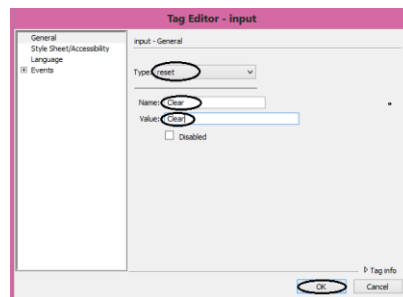 Tag Editor - input
General
Style Sheet/Accessibility
Language
Events
input - General
Type: reset
Name: Clear
Value: Clear
Disabled
Tag info
OK
Cancel